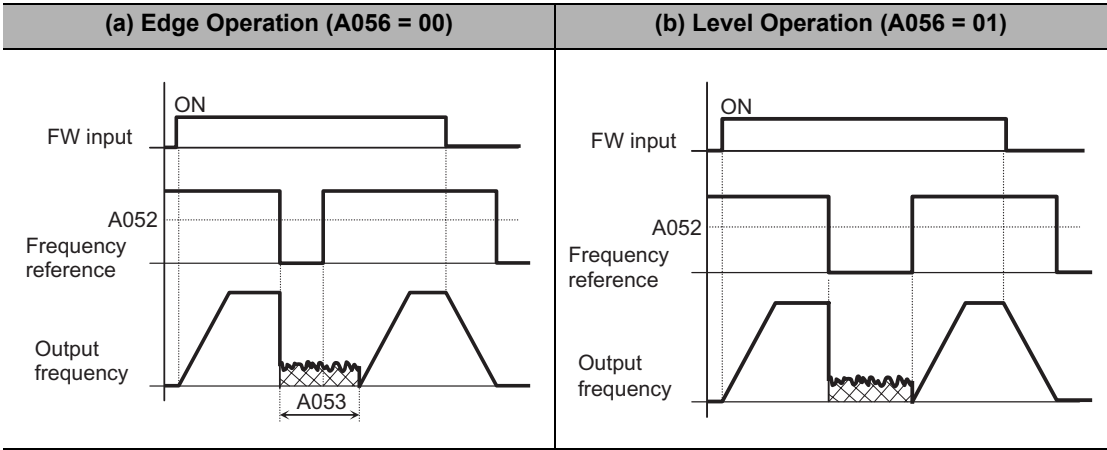 (a) Edge Operation (A056 = 00)
ON
FW input
A052
Frequency
reference
Output
frequency
A053
(b) Level Operation (A056 = 01)
ON
FW input
A052
Frequency
reference
Output
frequency